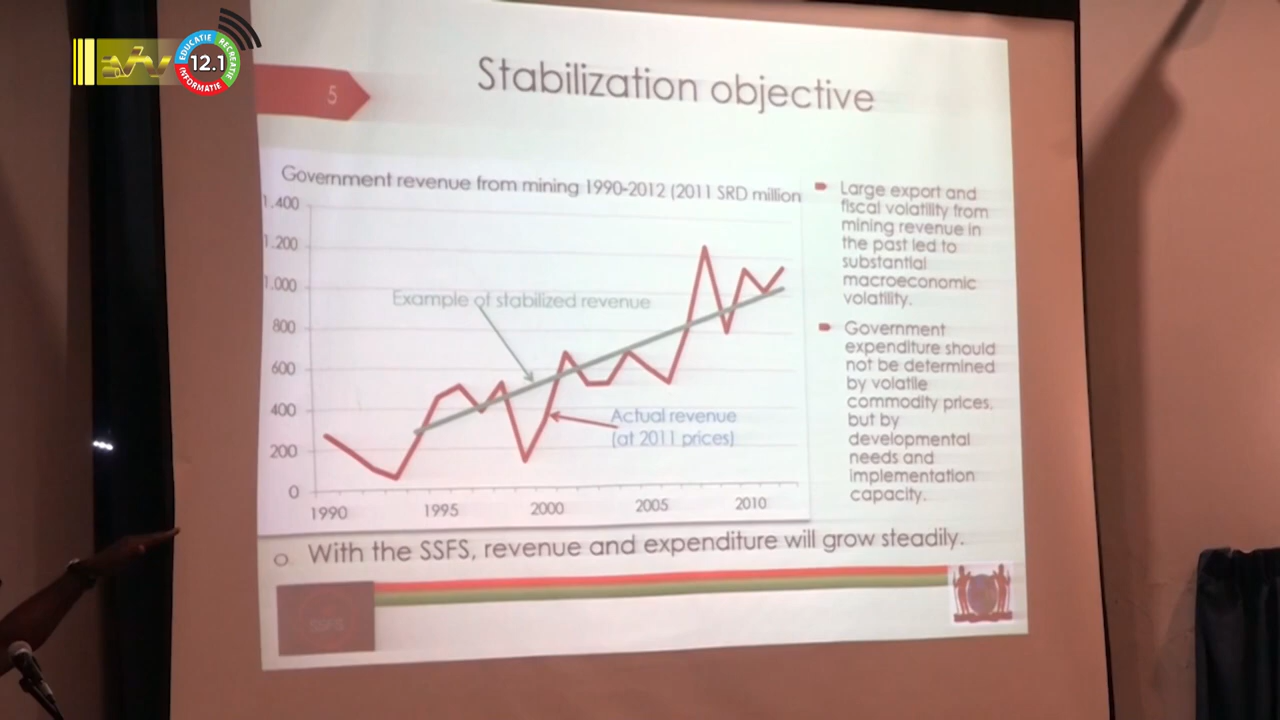 EDUCATIE
RECREATIE
INFORMATIE
12.1
5
Stabilization objective
Government revenue from mining 1990-2012 (2011 SRD million
1.400
1.200
1.000
800
600
400
200
0
1990
1995
2000
2005
2010
Example of stabilized revenue
Actual revenue
(at 2011 prices)
Large export and
fiscal volatility from
mining revenue in
the past led to
substantial
macroeconomic
volatility.
Government
expenditure should
not be determined
by volatile
commodity prices,
but by
developmental
needs and
implementation
capacity.
o With the SSFS, revenue and expenditure will grow steadily.
SSFS